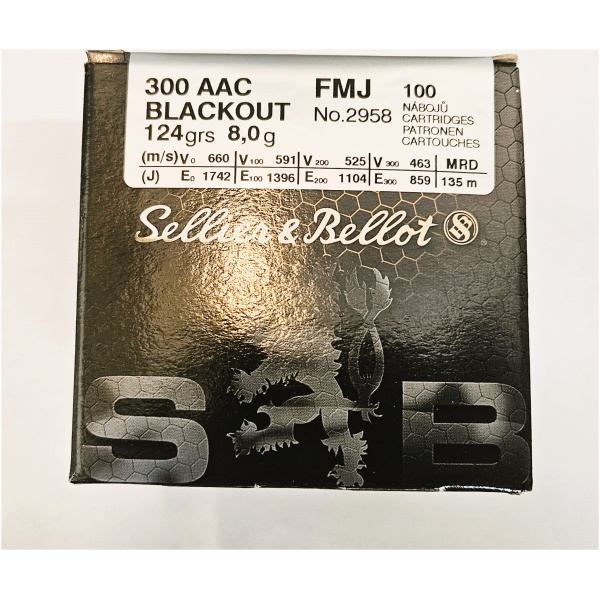 300 AAC FMJ 100
BLACKOUT No.2958 NÁBOJŮ
CARTRIDGES
124grs 8,0g PATRONEN
CARTOUCHES
(m/s) V0 660 V100 591 V200 525 V300 463 MRD
(J) E0 1742 E100 1396 E200 1104 E300 859 135 m
Sellier & Bellot SB ®
S B